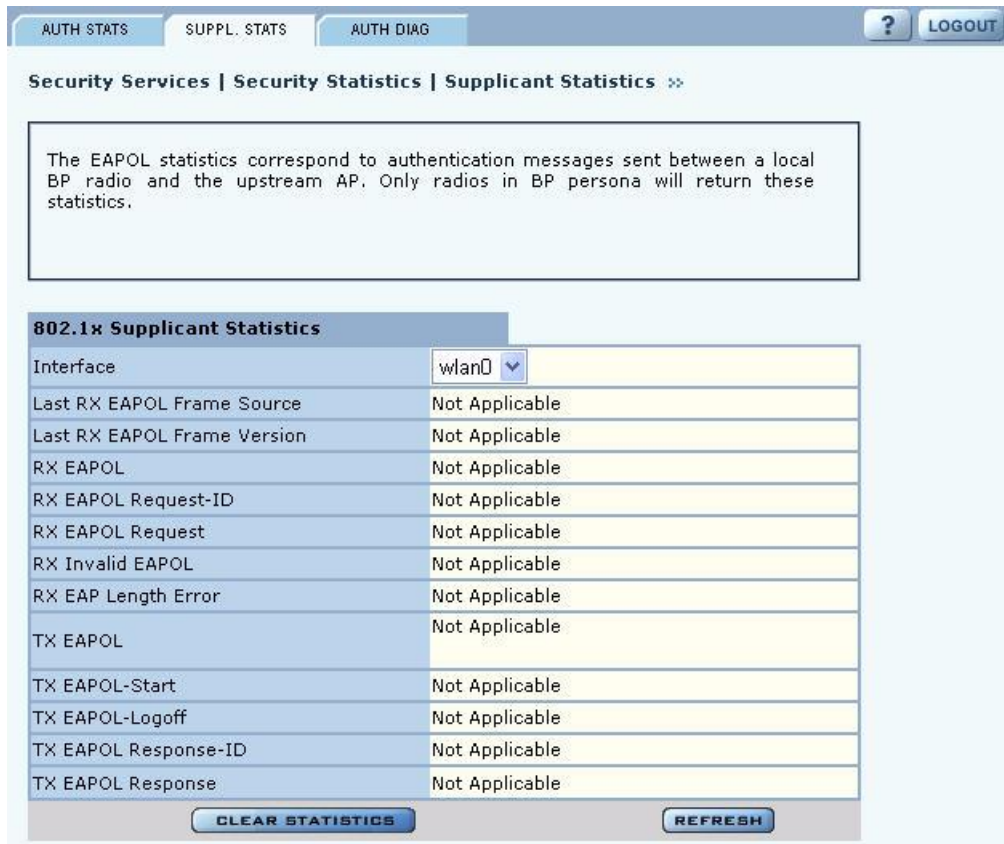 AUTH STATS SUPPL. STATS AUTH DIAG ? LOGOUT
Security Services | Security Statistics | Supplicant Statistics »
The EAPOL statistics correspond to authentication messages sent between a local
BP radio and the upstream AP. Only radios in BP persona will return these
statistics.
802.1x Supplicant Statistics
Interface wlan0
Last RX EAPOL Frame Source Not Applicable
Last RX EAPOL Frame Version Not Applicable
RX EAPOL Not Applicable
RX EAPOL Request-ID Not Applicable
RX EAPOL Request Not Applicable
RX Invalid EAPOL Not Applicable
RX EAP Length Error Not Applicable
TX EAPOL Not Applicable
TX EAPOL-Start Not Applicable
TX EAPOL-Logoff Not Applicable
TX EAPOL Response-ID Not Applicable
TX EAPOL Response Not Applicable
CLEAR STATISTICS REFRESH